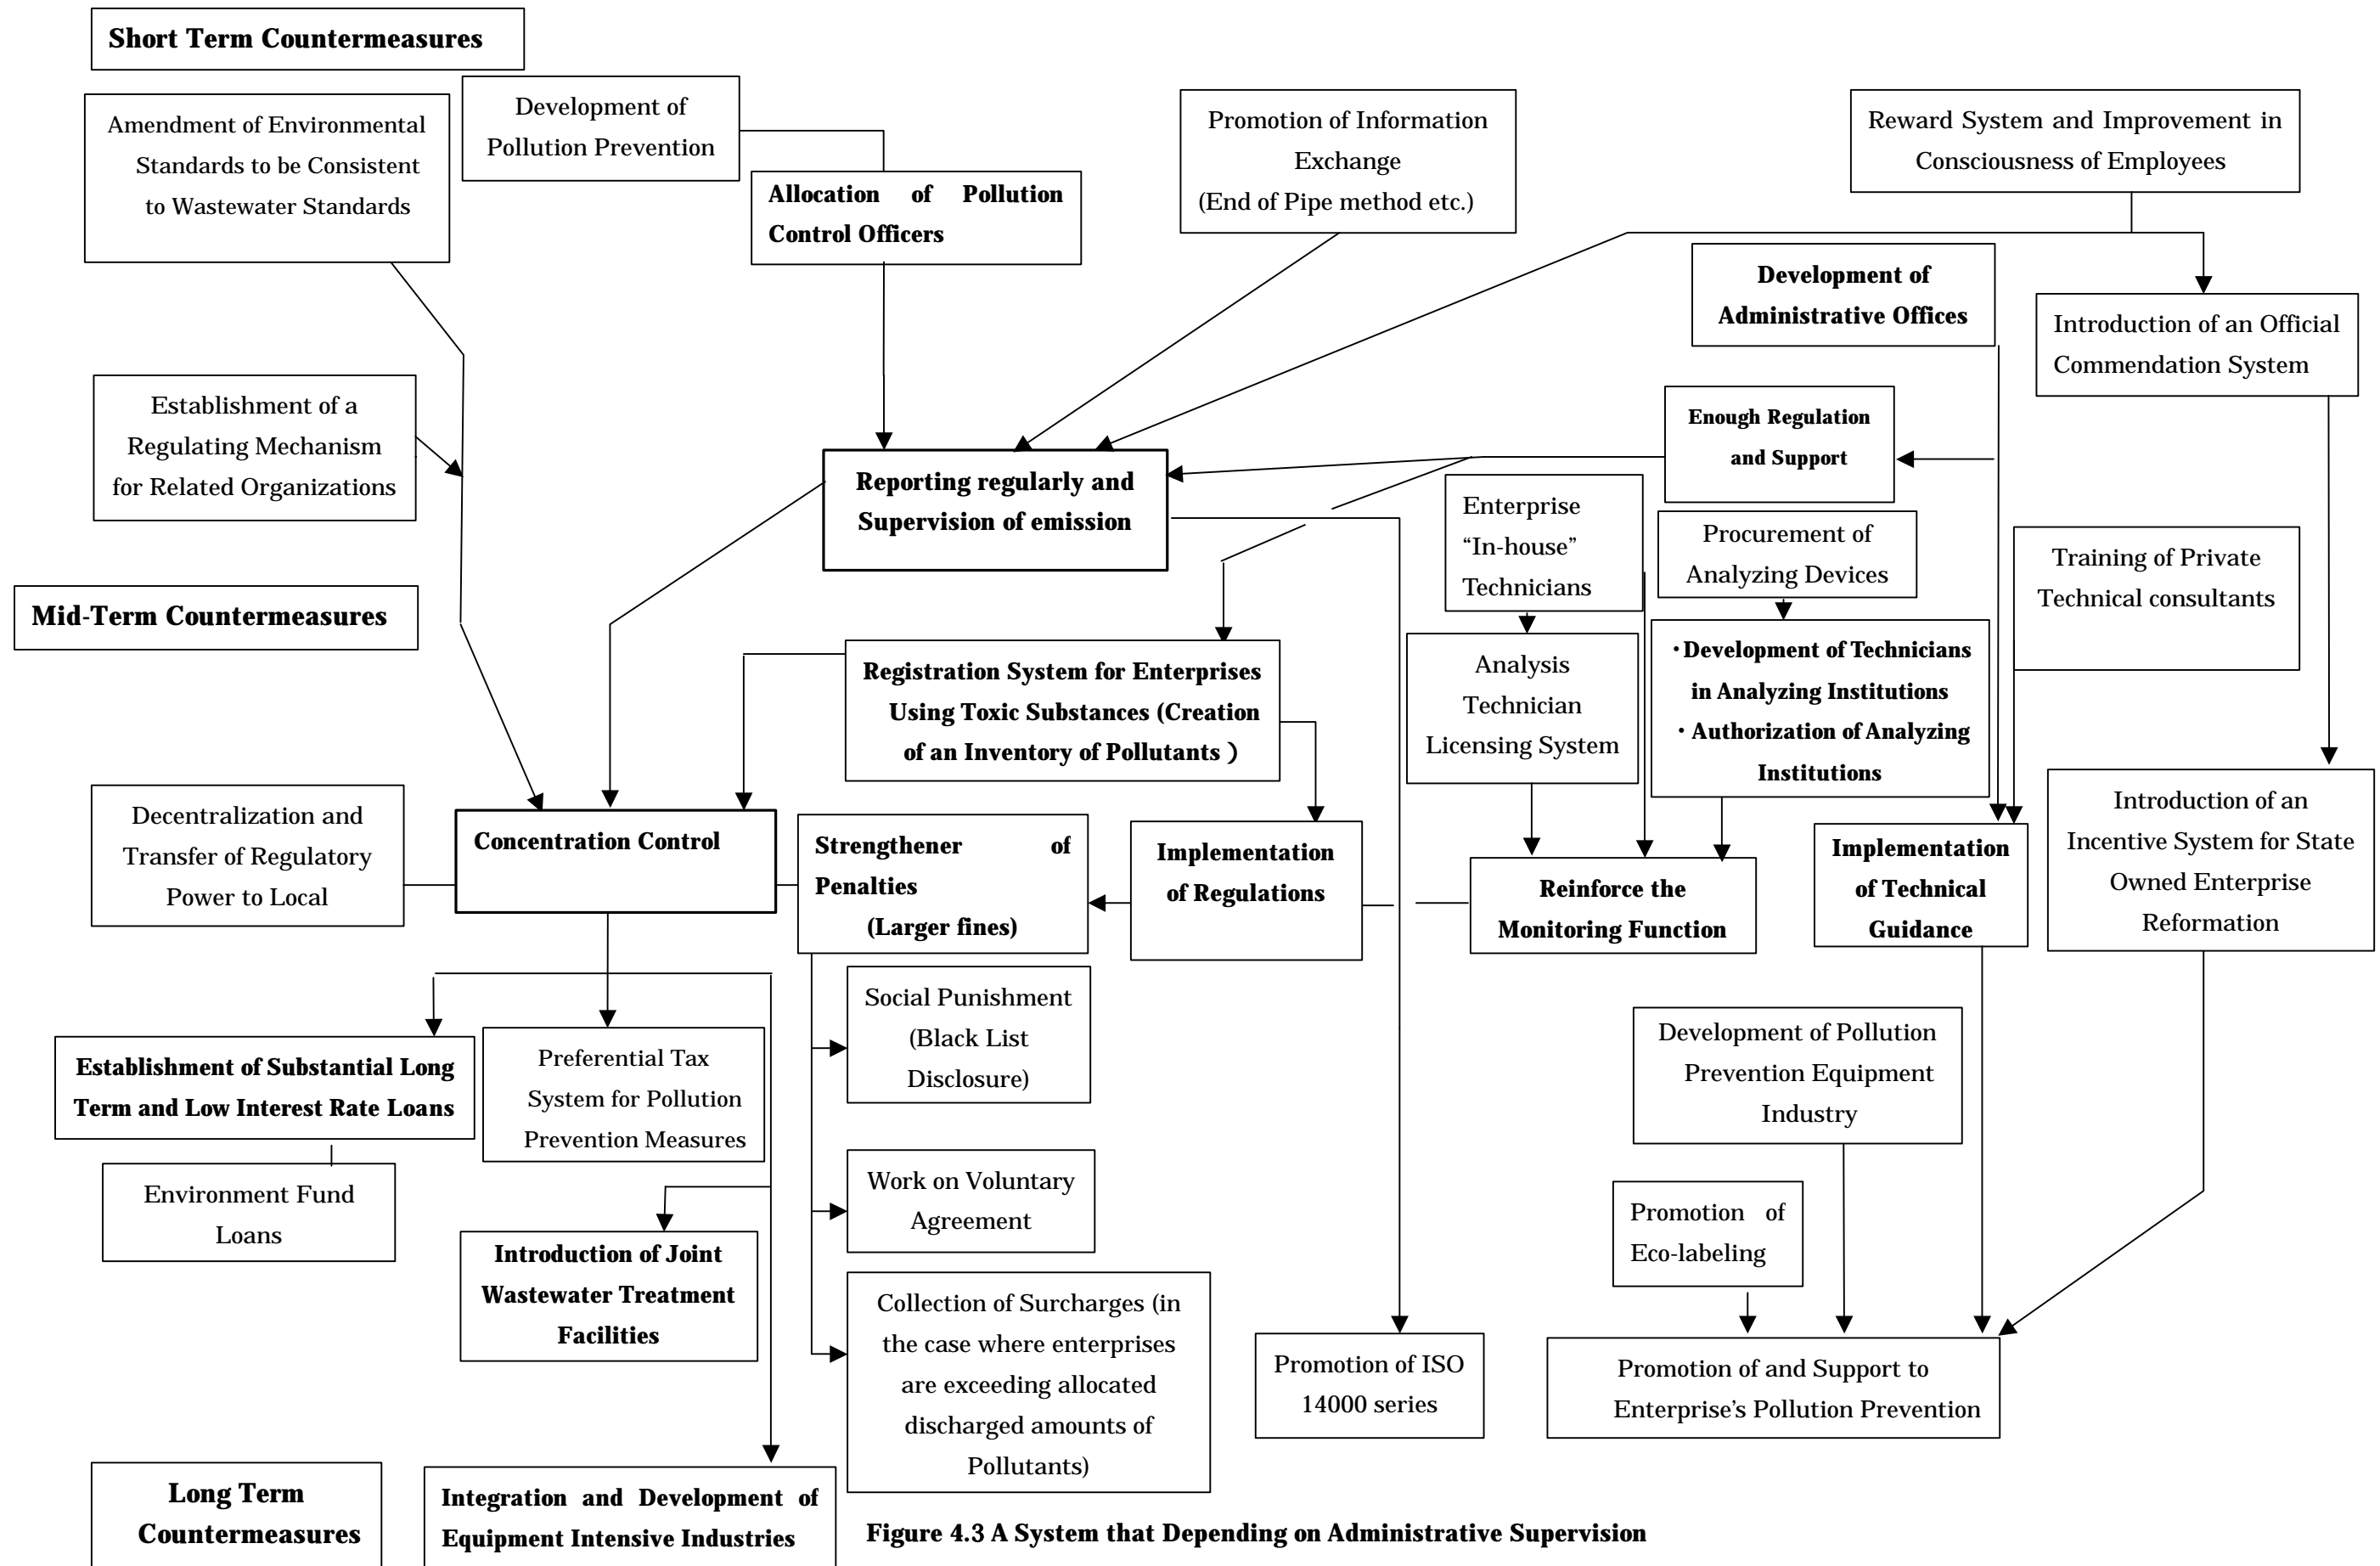 Short Term Countermeasures
Amendment of Environmental
Standards to be Consistent
to Wastewater Standards
Development of
Pollution Prevention
Allocation of Pollution
Control Officers
Promotion of Information
Exchange
(End of Pipe method etc.)
Reward System and Improvement in
Consciousness of Employees
Development of
Administrative Offices
Introduction of an Official
Commendation System
Establishment of a
Regulating Mechanism
for Related Organizations
Enough Regulation
and Support
Reporting regularly and
Supervision of emission
Enterprise
“In-house”
Technicians
Procurement of
Analyzing Devices
Training of Private
Technical consultants
Mid-Term Countermeasures
Registration System for Enterprises
Using Toxic Substances (Creation
of an Inventory of Pollutants )
Analysis
Technician
Licensing System
・Development of Technicians
in Analyzing Institutions
・Authorization of Analyzing
Institutions
Decentralization and
Transfer of Regulatory
Power to Local
Concentration Control
Strengthener of
Penalties
(Larger fines)
Implementation
of Regulations
Reinforce the
Monitoring Function
Implementation
of Technical
Guidance
Introduction of an
Incentive System for State
Owned Enterprise
Reformation
Social Punishment
(Black List
Disclosure)
Establishment of Substantial Long
Term and Low Interest Rate Loans
Preferential Tax
System for Pollution
Prevention Measures
Development of Pollution
Prevention Equipment
Industry
Environment Fund
Loans
Work on Voluntary
Agreement
Promotion of
Eco-labeling
Introduction of Joint
Wastewater Treatment
Facilities
Collection of Surcharges (in
the case where enterprises
are exceeding allocated
discharged amounts of
Pollutants)
Promotion of ISO
14000 series
Promotion of and Support to
Enterprise’s Pollution Prevention
Long Term
Countermeasures
Integration and Development of
Equipment Intensive Industries
Figure 4.3 A System that Depending on Administrative Supervision